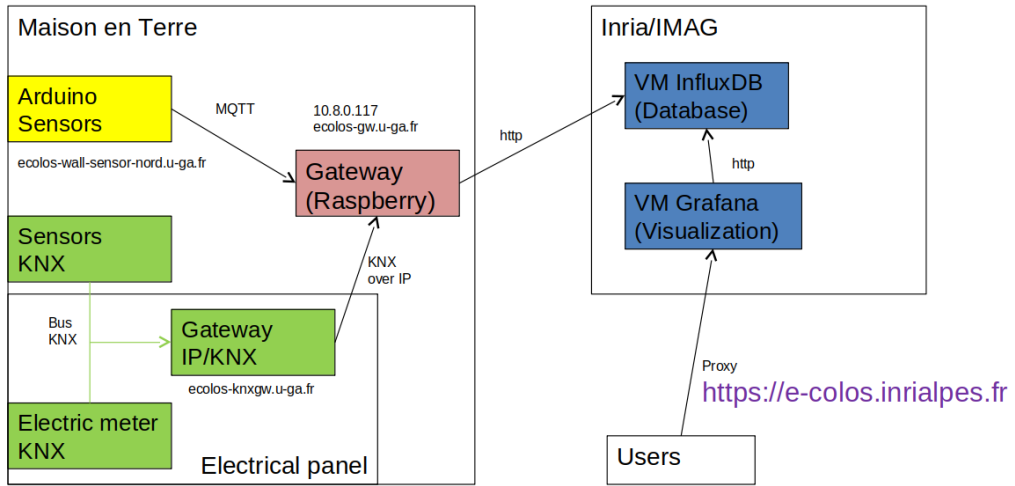 Maison en Terre
Arduino
Sensors
ecolos-wall-sensor-nord.u-ga.fr
MQTT
10.8.0.117
ecolos-gw.u-ga.fr
Gateway
(Raspberry)
Sensors
KNX
KNX
over IP
Bus
KNX
Gateway
IP/KNX
ecolos-knxgw.u-ga.fr
Electric meter
KNX
Electrical panel
http
Inria/IMAG
VM InfluxDB
(Database)
http
VM Grafana
(Visualization)
Proxy
https://e-colos.inrialpes.fr
Users